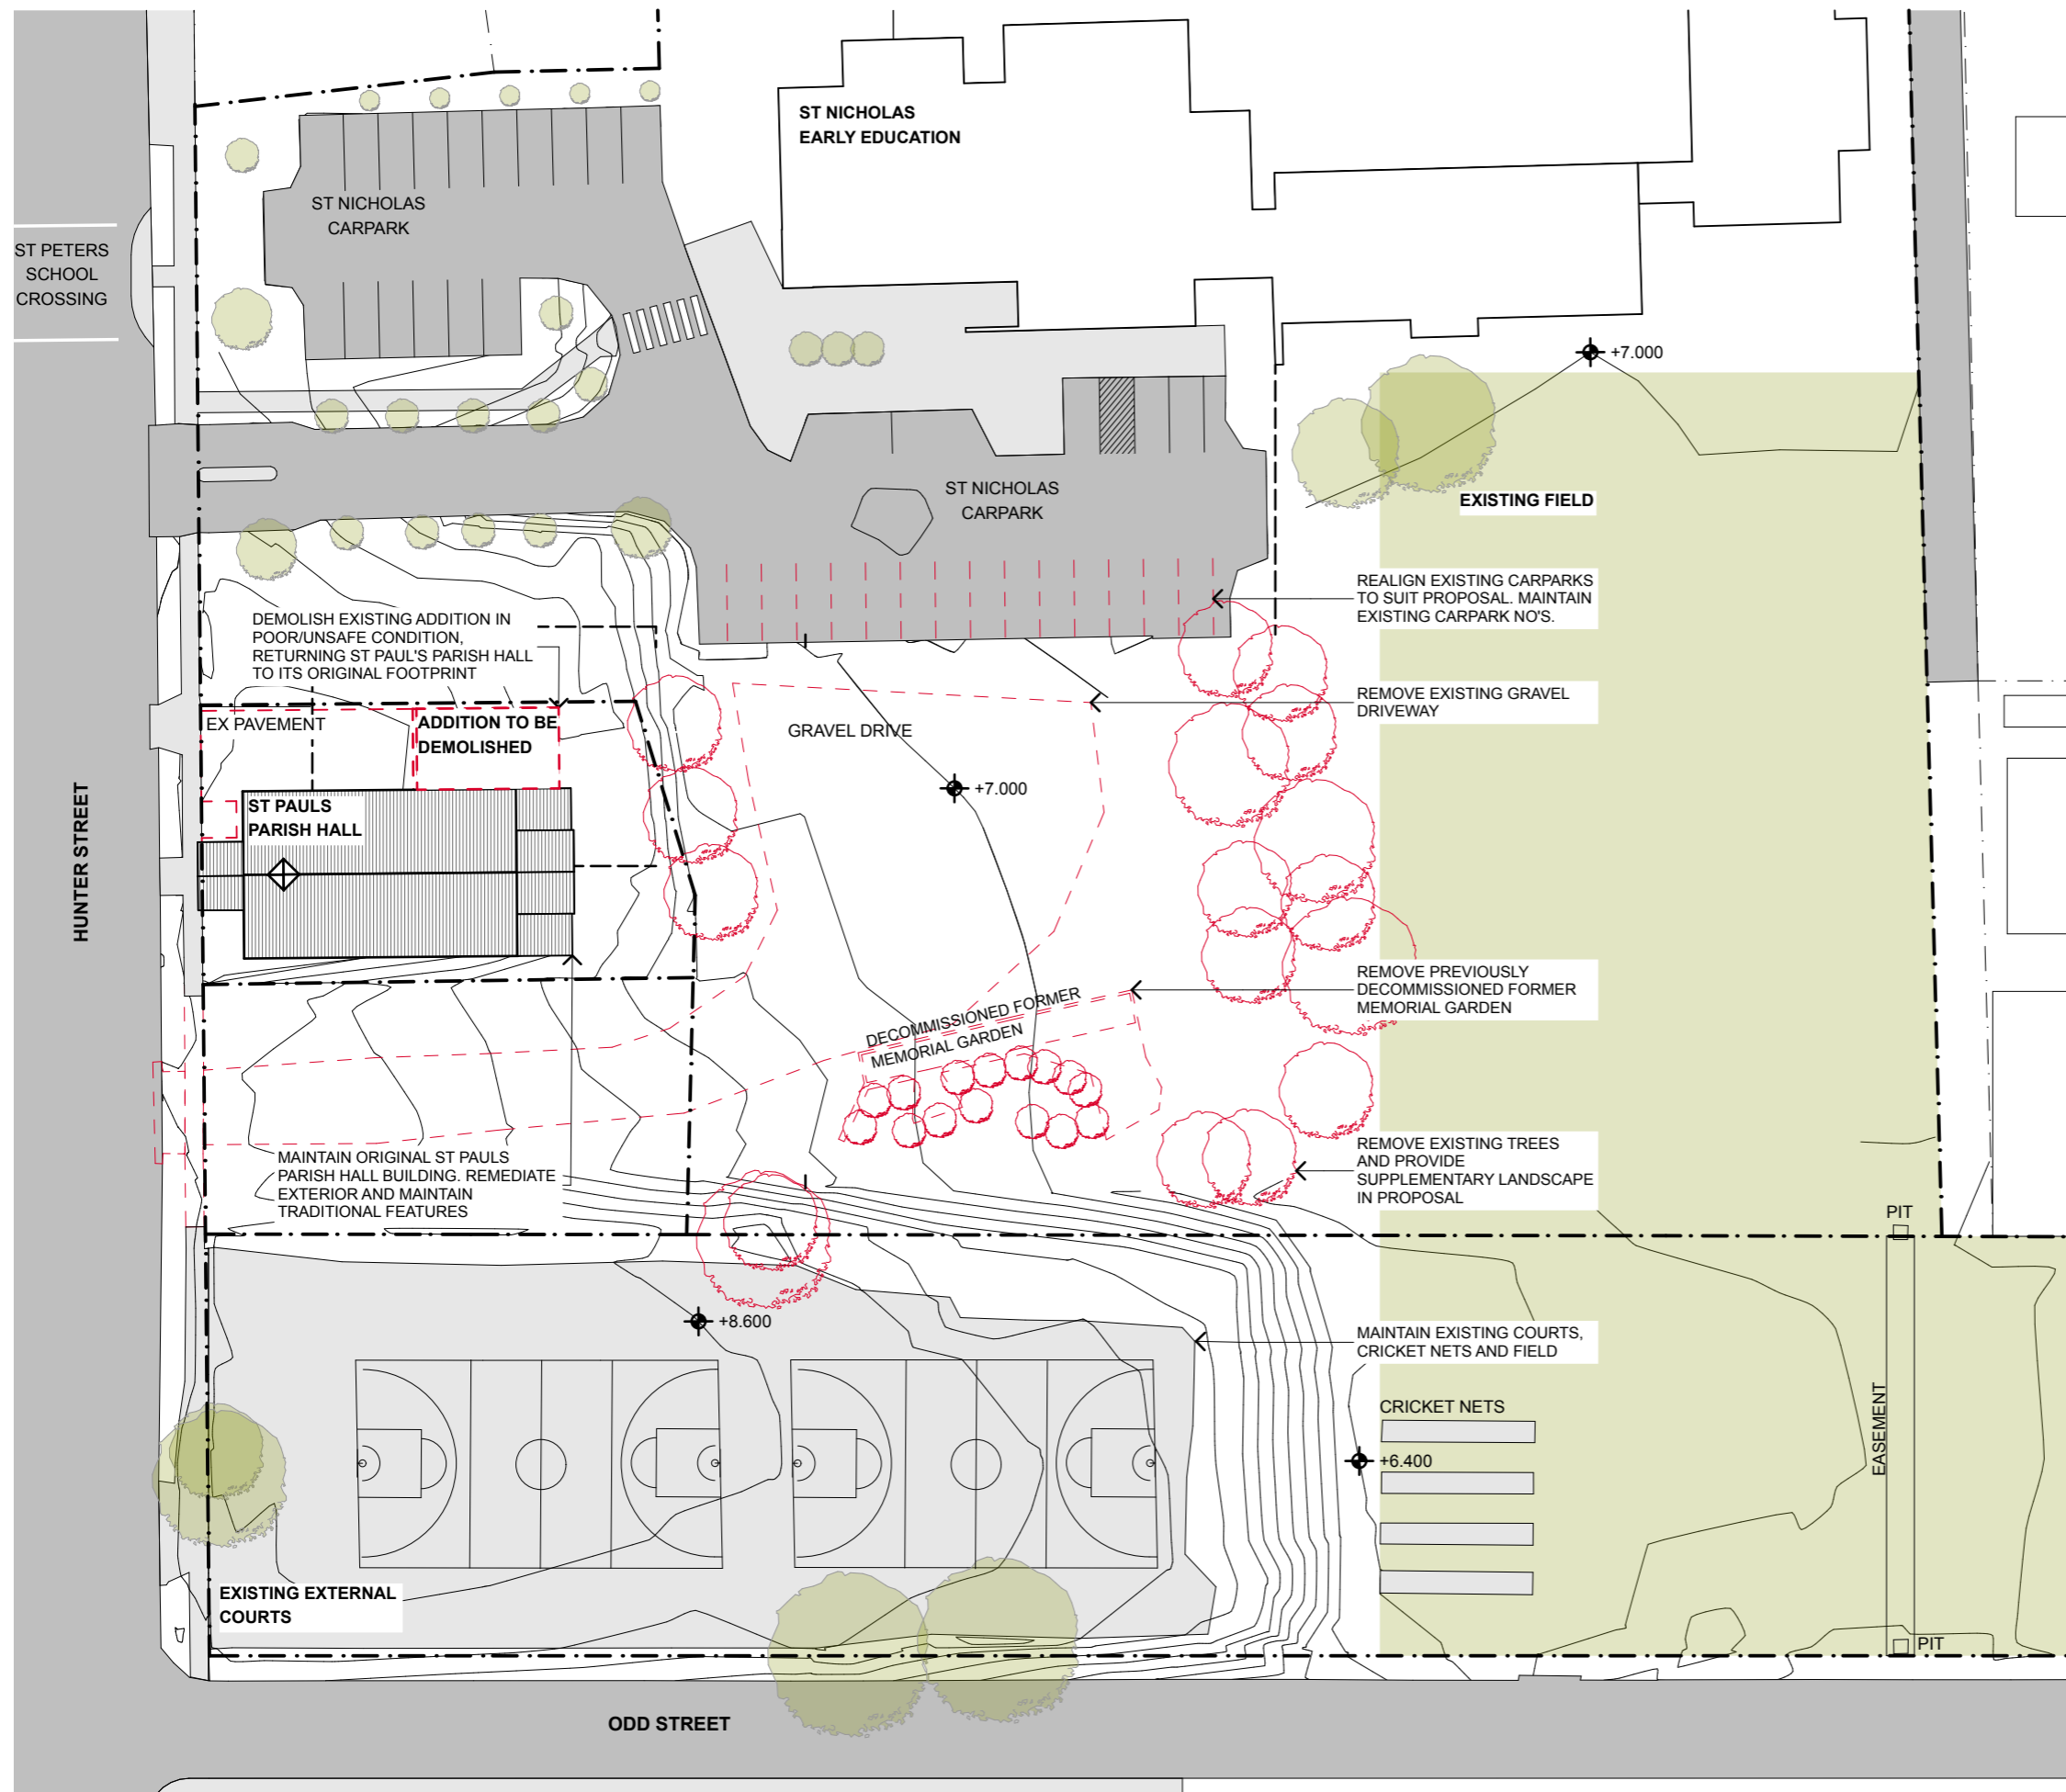 ST NICHOLAS
EARLY EDUCATION
ST NICHOLAS
CARPARK
ST PETERS
SCHOOL
CROSSING
+7.000
ST NICHOLAS
CARPARK
EXISTING FIELD
REALIGN EXISTING CARPARKS
TO SUIT PROPOSAL. MAINTAIN
EXISTING CARPARK NO'S.
DEMOLISH EXISTING ADDITION IN
POOR/UNSAFE CONDITION,
RETURNING ST PAUL'S PARISH HALL
TO ITS ORIGINAL FOOTPRINT
REMOVE EXISTING GRAVEL
DRIVEWAY
EX PAVEMENT
ADDITION TO BE
DEMOLISHED
GRAVEL DRIVE
+7.000
ST PAULS
PARISH HALL
HUNTER STREET
REMOVE PREVIOUSLY
DECOMMISSIONED FORMER
MEMORIAL GARDEN
DECOMMISSIONED FORMER
MEMORIAL GARDEN
MAINTAIN ORIGINAL ST PAULS
PARISH HALL BUILDING. REMEDIATE
EXTERIOR AND MAINTAIN
TRADITIONAL FEATURES
REMOVE EXISTING TREES
AND PROVIDE
SUPPLEMENTARY LANDSCAPE
IN PROPOSAL
PIT
+8.600
MAINTAIN EXISTING COURTS,
CRICKET NETS AND FIELD
CRICKET NETS
+6.400
EASEMENT
EXISTING EXTERNAL
COURTS
PIT
ODD STREET